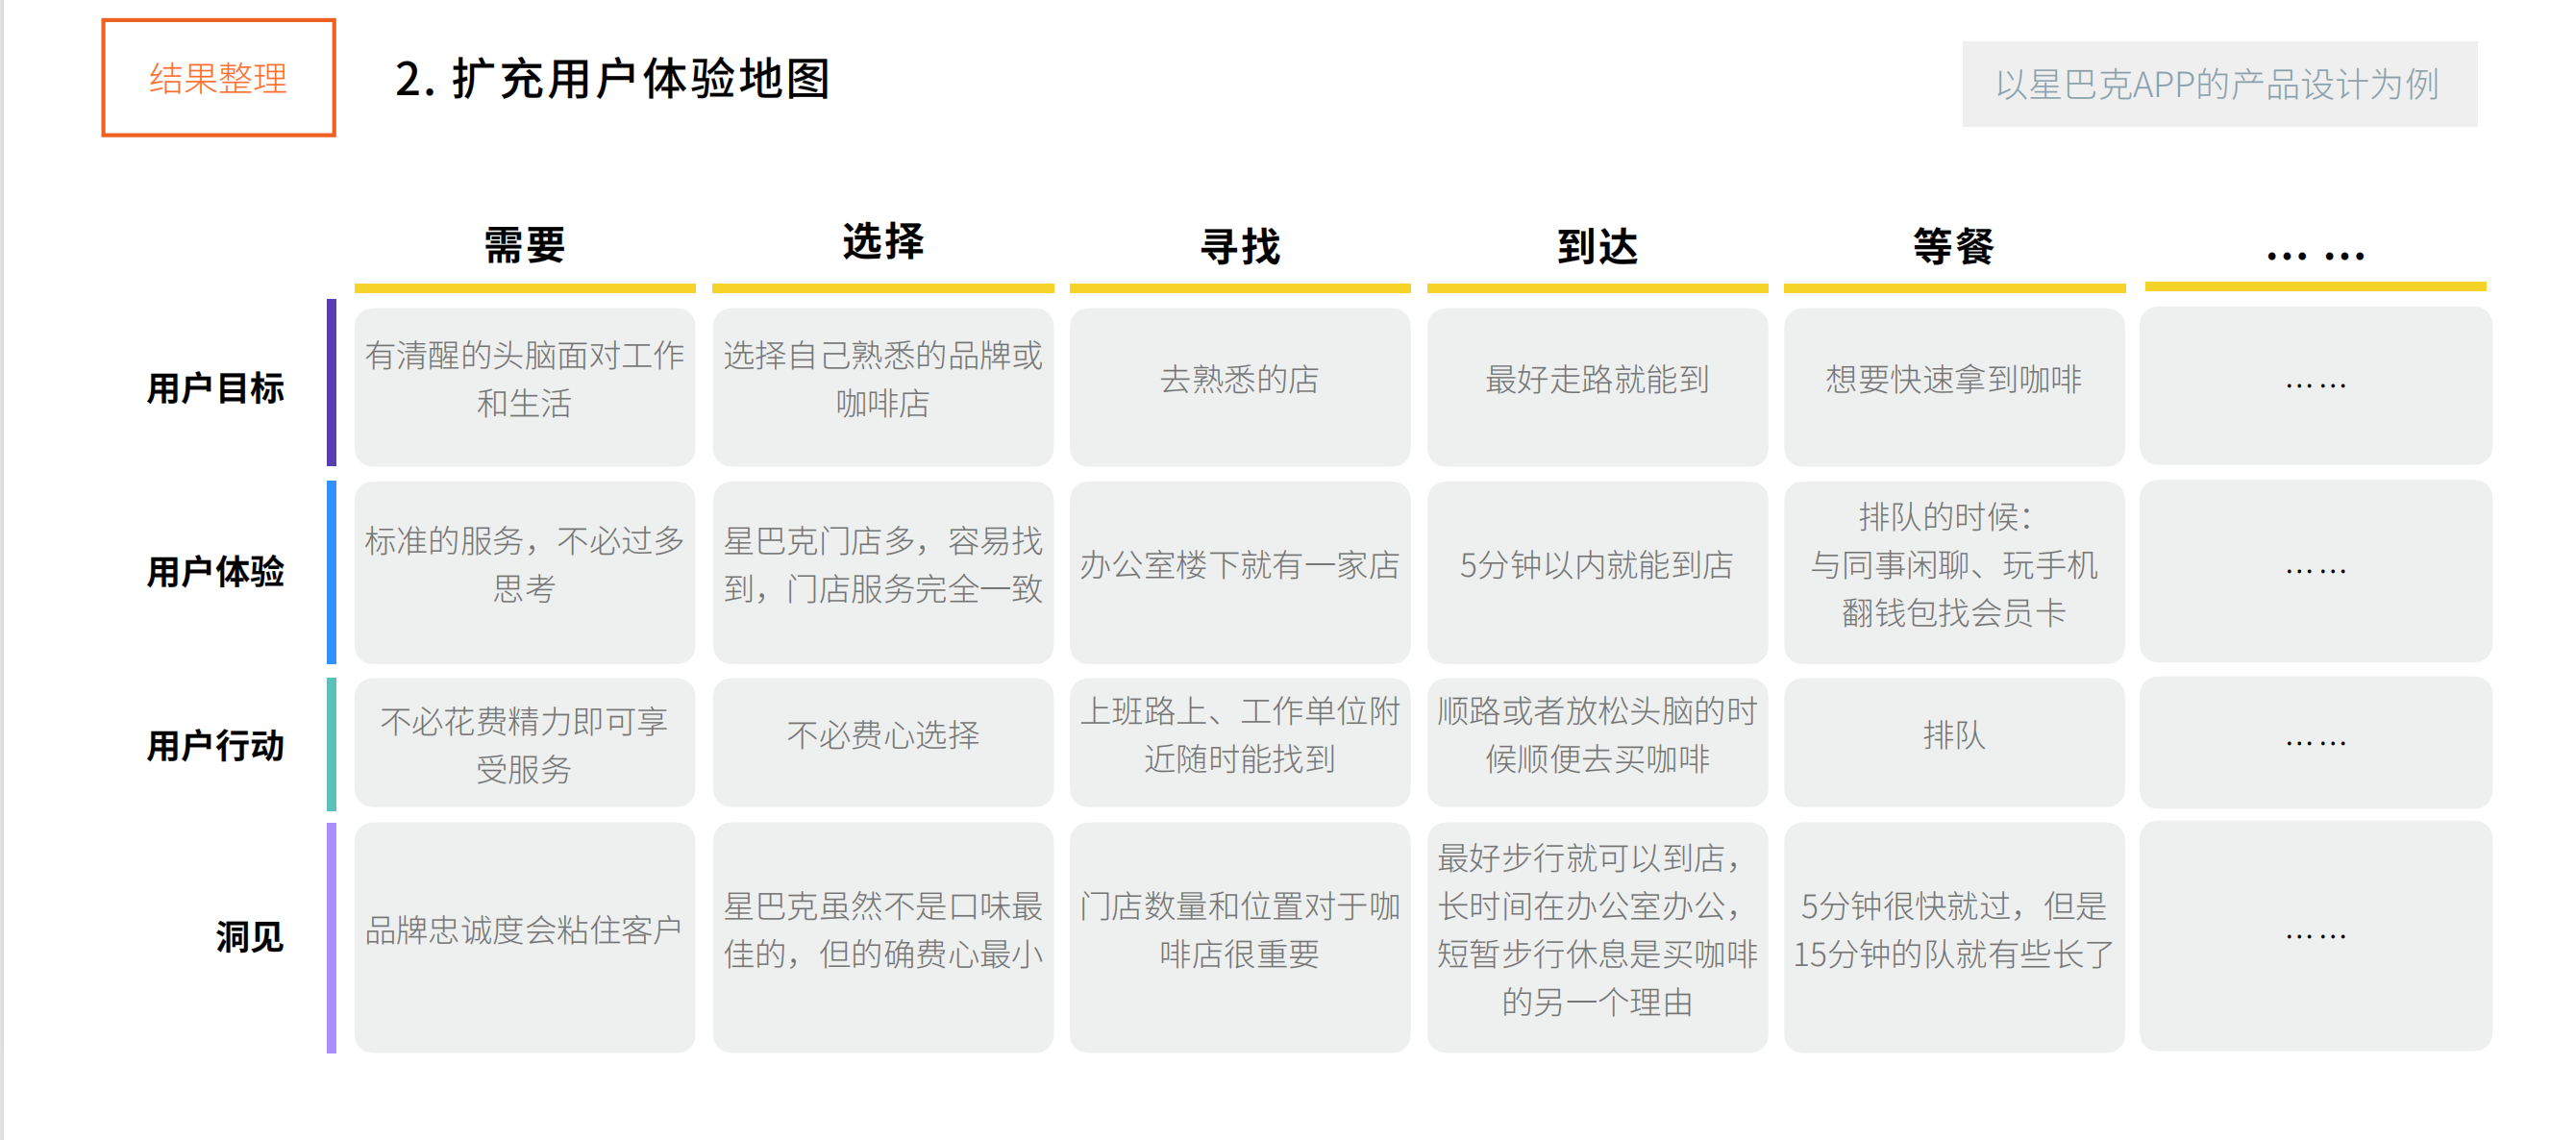 结果整理
2. 扩充用户体验地图
以星巴克APP的产品设计为例
需要
选择
寻找
到达
等餐
... ...
用户目标
有清醒的头脑面对工作
和生活
选择自己熟悉的品牌或
咖啡店
去熟悉的店
最好走路就能到
想要快速拿到咖啡
……
用户体验
标准的服务，不必过多
思考
星巴克门店多，容易找
到，门店服务完全一致
办公室楼下就有一家店
5分钟以内就能到店
排队的时候：
与同事闲聊、玩手机
翻钱包找会员卡
……
用户行动
不必花费精力即可享
受服务
不必费心选择
上班路上、工作单位附
近随时能找到
顺路或者放松头脑的时
候顺便去买咖啡
排队
……
洞见
品牌忠诚度会粘住客户
星巴克虽然不是口味最
佳的，但的确费心最小
门店数量和位置对于咖
啡店很重要
最好步行就可以到店，
长时间在办公室办公，
短暂步行休息是买咖啡
的另一个理由
5分钟很快就过，但是
15分钟的队就有些长了
……